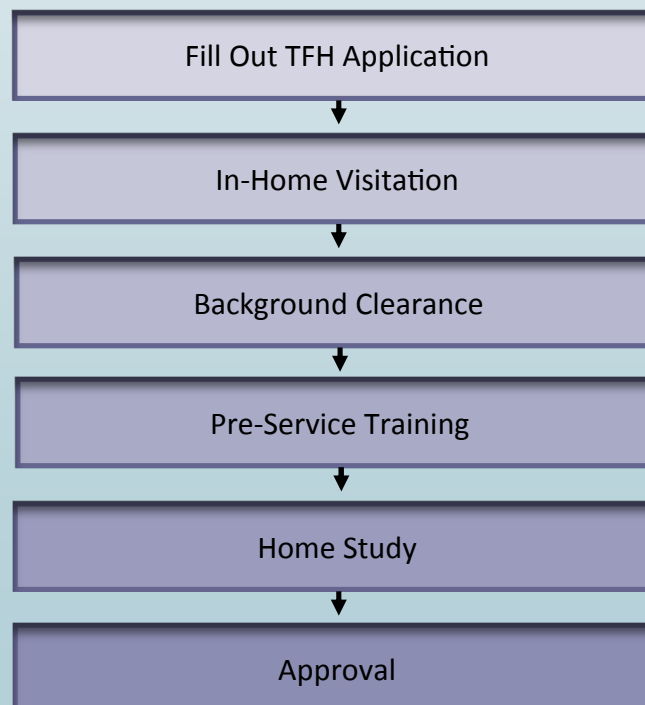 Fill Out TFH Application
In-Home Visitation
Background Clearance
Pre-Service Training
Home Study
Approval